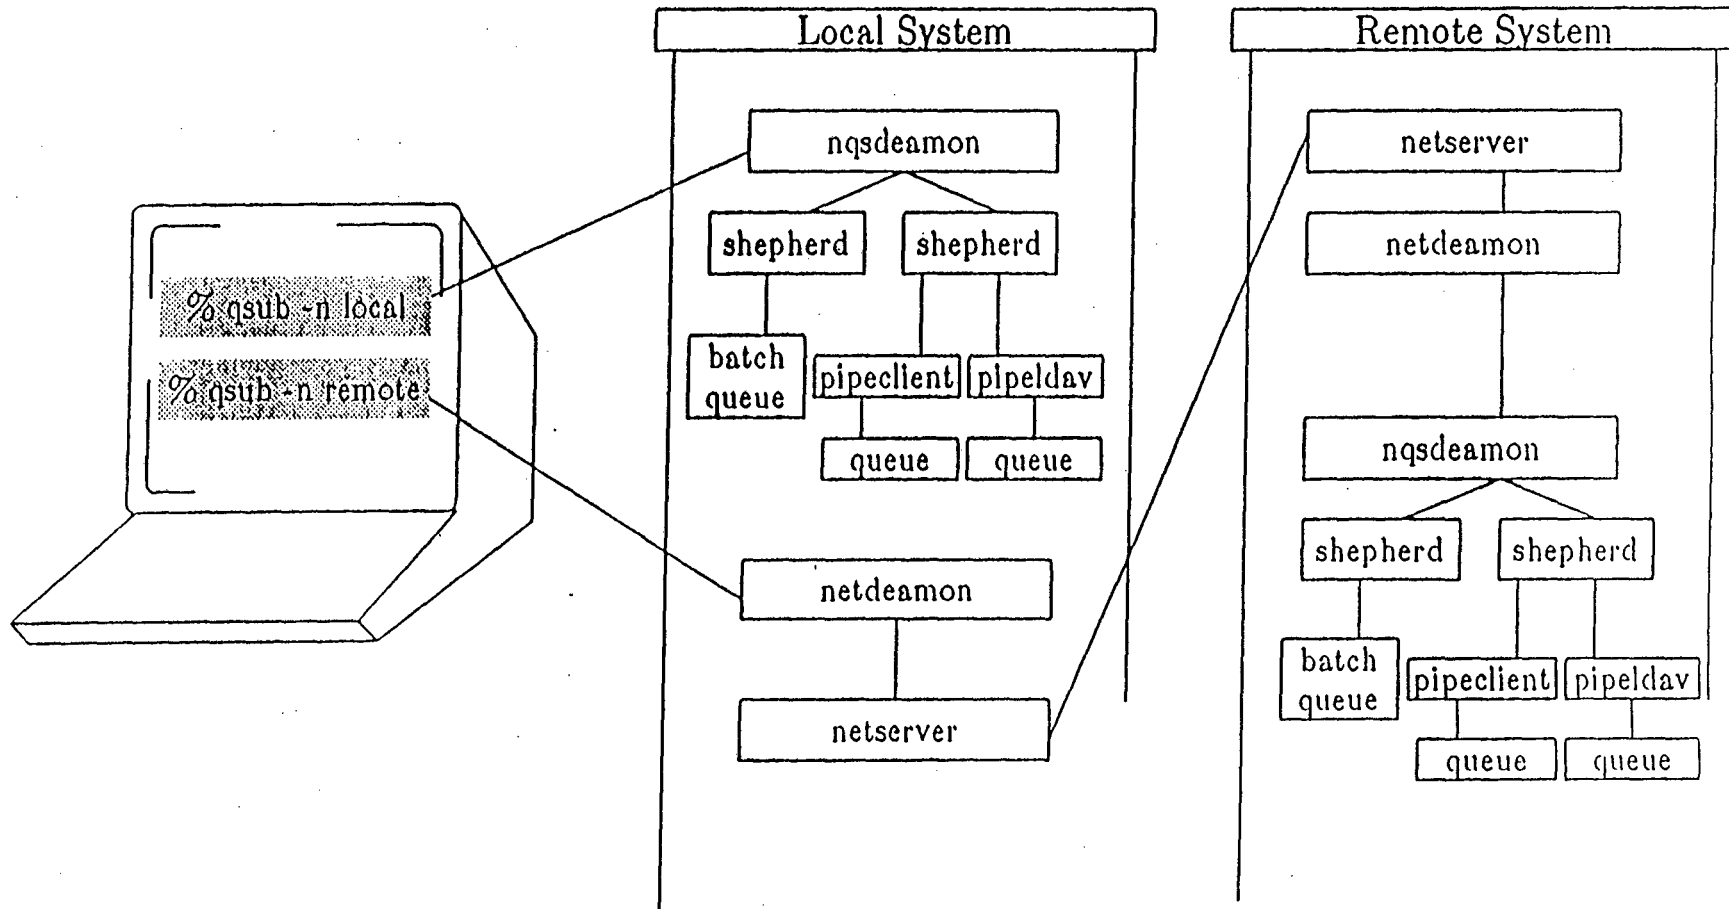 Local System
Remote System
% qsub -n local
% qsub -n remote
nqsdeamon
shepherd
shepherd
batch
queue
pipeclient
pipeldav
queue
queue
netdeamon
netserver
netserver
netdeamon
nqsdeamon
shepherd
shepherd
batch
queue
pipeclient
pipeldav
queue
queue